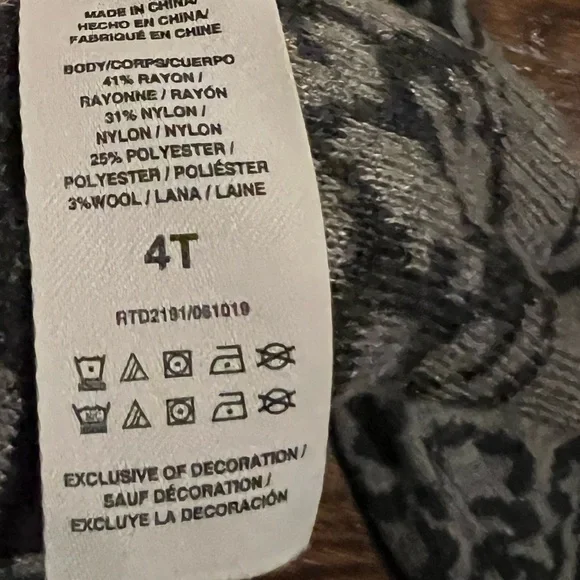 MADE IN CHINA/
HECHO EN CHINA/
FABRIQUÉ EN CHINE
BODY/CORPS/CUERPO
41% RAYON /
RAYONNE / RAYÓN
31% NYLON /
NYLON / NYLON
25% POLYESTER /
POLYESTER / POLIÉSTER
3%WOOL / LANA / LAINE
4T
RTD2191/061019
EXCLUSIVE OF DECORATION /
SAUF DÉCORATION /
EXCLUYE LA DECORACIÓN